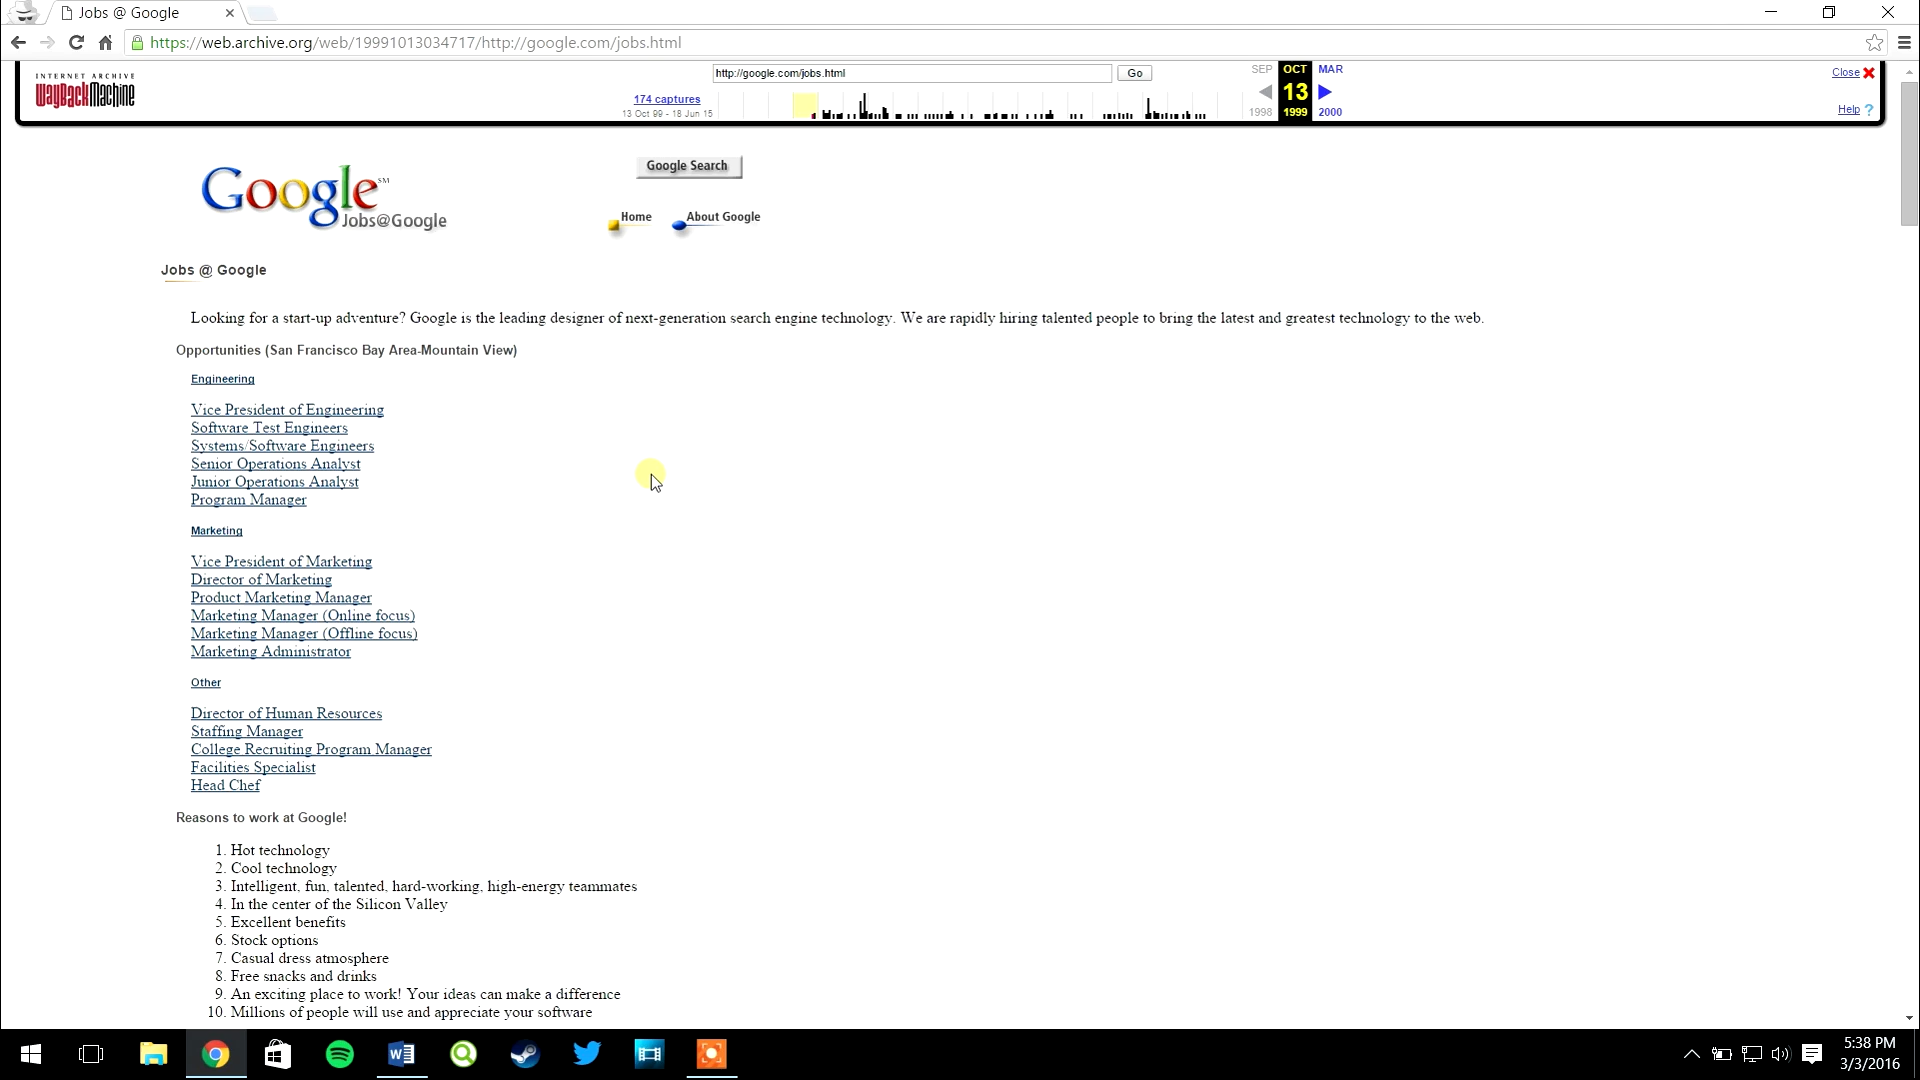 Jobs @ Google
https://web.archive.org/web/19991013034717/http://google.com/jobs.html
INTERNET ARCHIVE
WayBackMachine
http://google.com/jobs.html
Go
174 captures
13 Oct 99 - 18 Jun 15
SEP OCT MAR
13
1998 1999 2000
Close
Help ?
Google SM
Jobs@Google
Google Search
Home About Google
Jobs @ Google
Looking for a start-up adventure? Google is the leading designer of next-generation search engine technology. We are rapidly hiring talented people to bring the latest and greatest technology to the web.
Opportunities (San Francisco Bay Area-Mountain View)
Engineering
Vice President of Engineering
Software Test Engineers
Systems/Software Engineers
Senior Operations Analyst
Junior Operations Analyst
Program Manager
Marketing
Vice President of Marketing
Director of Marketing
Product Marketing Manager
Marketing Manager (Online focus)
Marketing Manager (Offline focus)
Marketing Administrator
Other
Director of Human Resources
Staffing Manager
College Recruiting Program Manager
Facilities Specialist
Head Chef
Reasons to work at Google!
1. Hot technology
2. Cool technology
3. Intelligent, fun, talented, hard-working, high-energy teammates
4. In the center of the Silicon Valley
5. Excellent benefits
6. Stock options
7. Casual dress atmosphere
8. Free snacks and drinks
9. An exciting place to work! Your ideas can make a difference
10. Millions of people will use and appreciate your software
5:38 PM
3/3/2016